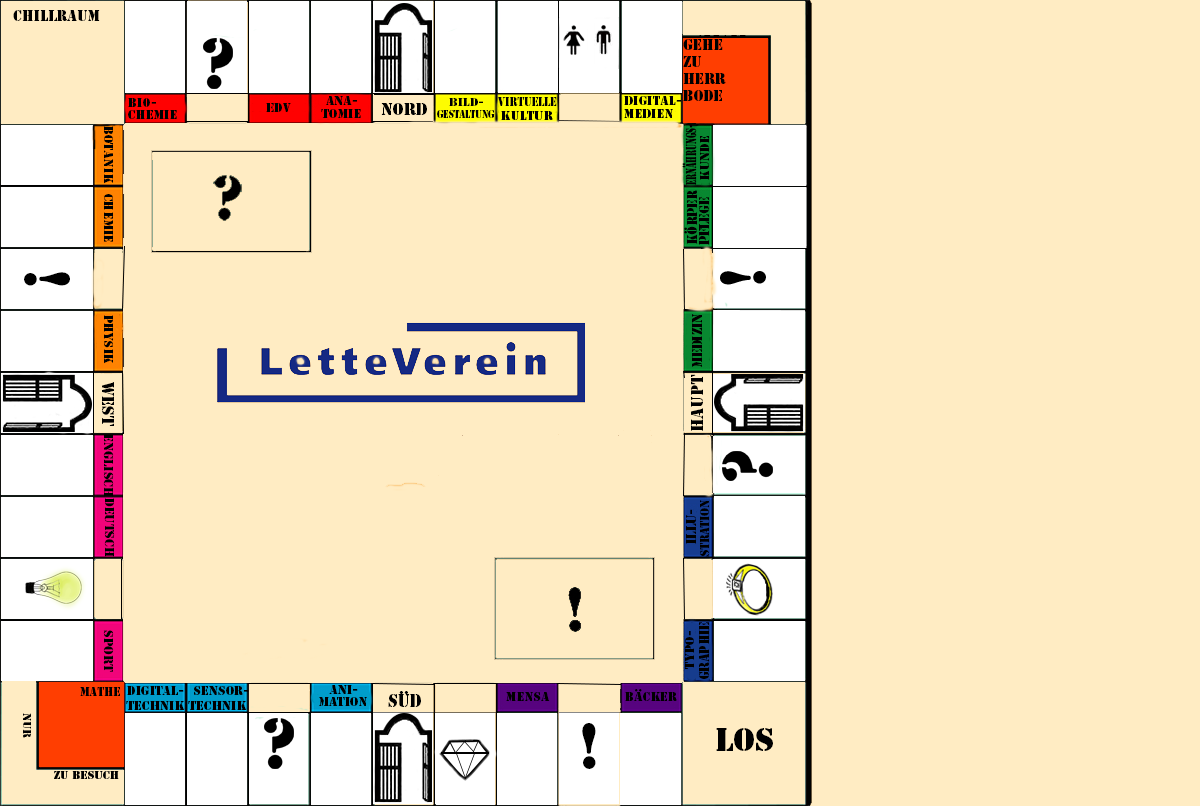 CHILLRAUM
?
NORD
GEHE
ZU
HERR
BODE
BIO-
CHEMIE
EDV
ANA-
TOMIE
BILD-
GESTALTUNG
VIRTUELLE
KULTUR
DIGITAL-
MEDIEN
BOTANIK
CHEMIE
!
PHYSIK
WEST
ENGLISCH
DEUTSCH
SPORT
?
LetteVerein
!
ERNÄHRUNGS-
KUNDE
KÖRPER
PFLEGE
!
MEDIZIN
HAUPT
?
ILLU-
STRATION
TYPO-
GRAPHIE
MATHE
NUR
ZU BESUCH
DIGITAL-
TECHNIK
SENSOR-
TECHNIK
?
ANI-
MATION
SÜD
MENSA
!
BÄCKER
LOS